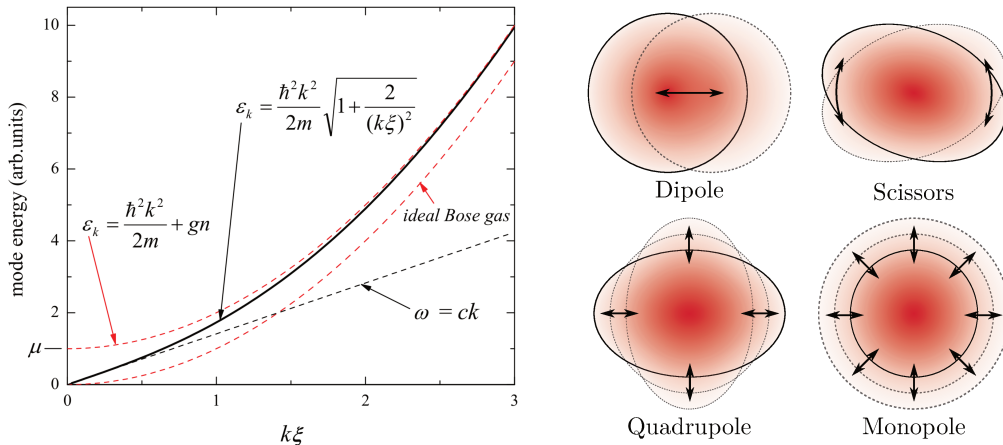 10
8
6
4
2
0
μ
mode energy (arb.units)
ε_k = ħ²k²/2m √(1 + 2/(kξ)²)
ε_k = ħ²k²/2m + gn
ideal Bose gas
ω = ck
0
1
2
3
kξ
Dipole
Scissors
Quadrupole
Monopole